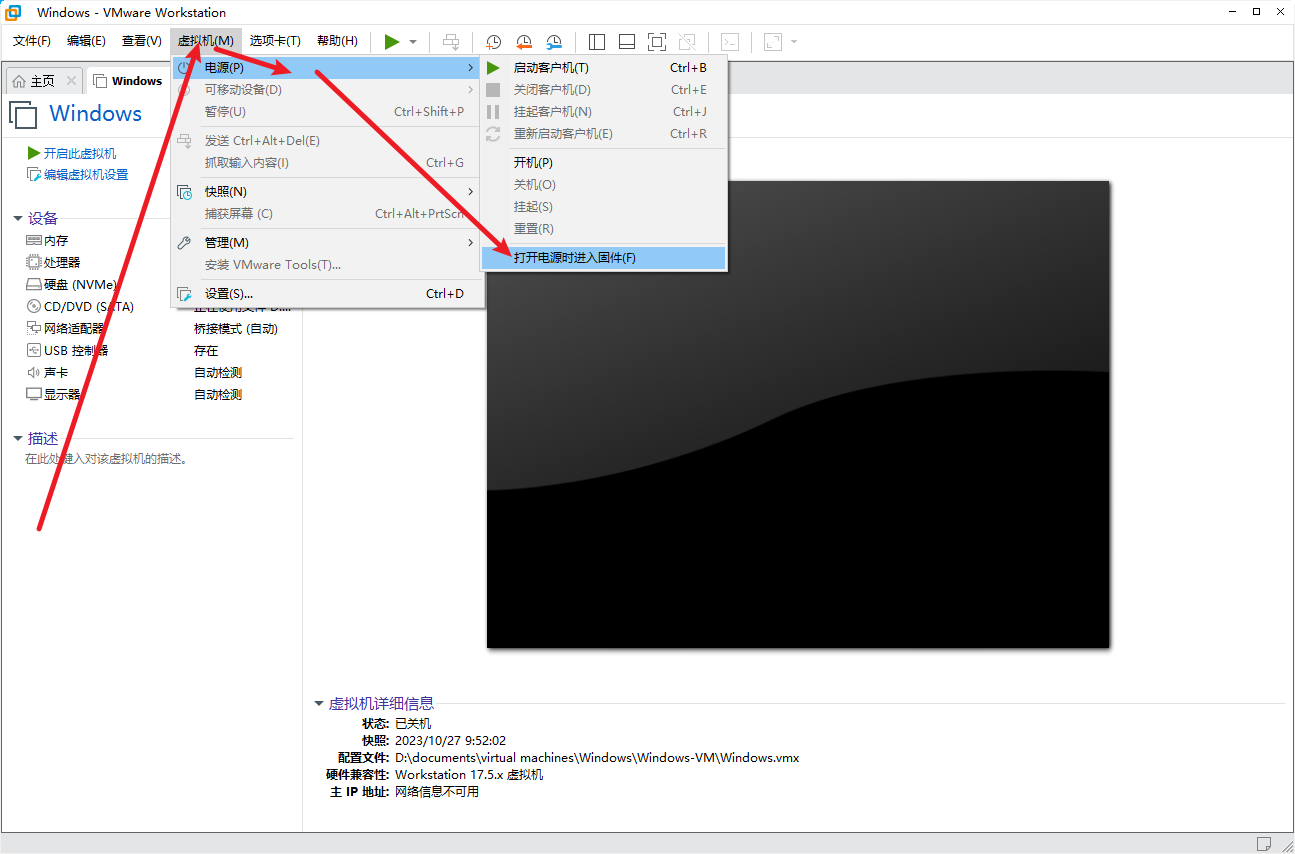 Windows - VMware Workstation
文件(F) 编辑(E) 查看(V) 虚拟机(M) 选项卡(T) 帮助(H)
主页 Windows
Windows
开启此虚拟机
编辑虚拟机设置
设备
内存
处理器
硬盘 (NVMe)
CD/DVD (SATA)
网络适配器 桥接模式 (自动)
USB 控制器 存在
声卡 自动检测
显示器 自动检测
描述
在此处键入对该虚拟机的描述。
电源(P)
可移动设备(D)
暂停(U) Ctrl+Shift+P
发送 Ctrl+Alt+Del(E)
抓取输入内容(I) Ctrl+G
快照(N)
捕获屏幕 (C) Ctrl+Alt+PrtScn
管理(M)
安装 VMware Tools(T)...
设置(S)... Ctrl+D
启动客户机(T) Ctrl+B
关闭客户机(D) Ctrl+E
挂起客户机(N) Ctrl+J
重新启动客户机(E) Ctrl+R
开机(P)
关机(O)
挂起(S)
重置(R)
打开电源时进入固件(F)
虚拟机详细信息
状态: 已关机
快照: 2023/10/27 9:52:02
配置文件: D:\documents\virtual machines\Windows\Windows-VM\Windows.vmx
硬件兼容性: Workstation 17.5.x 虚拟机
主 IP 地址: 网络信息不可用